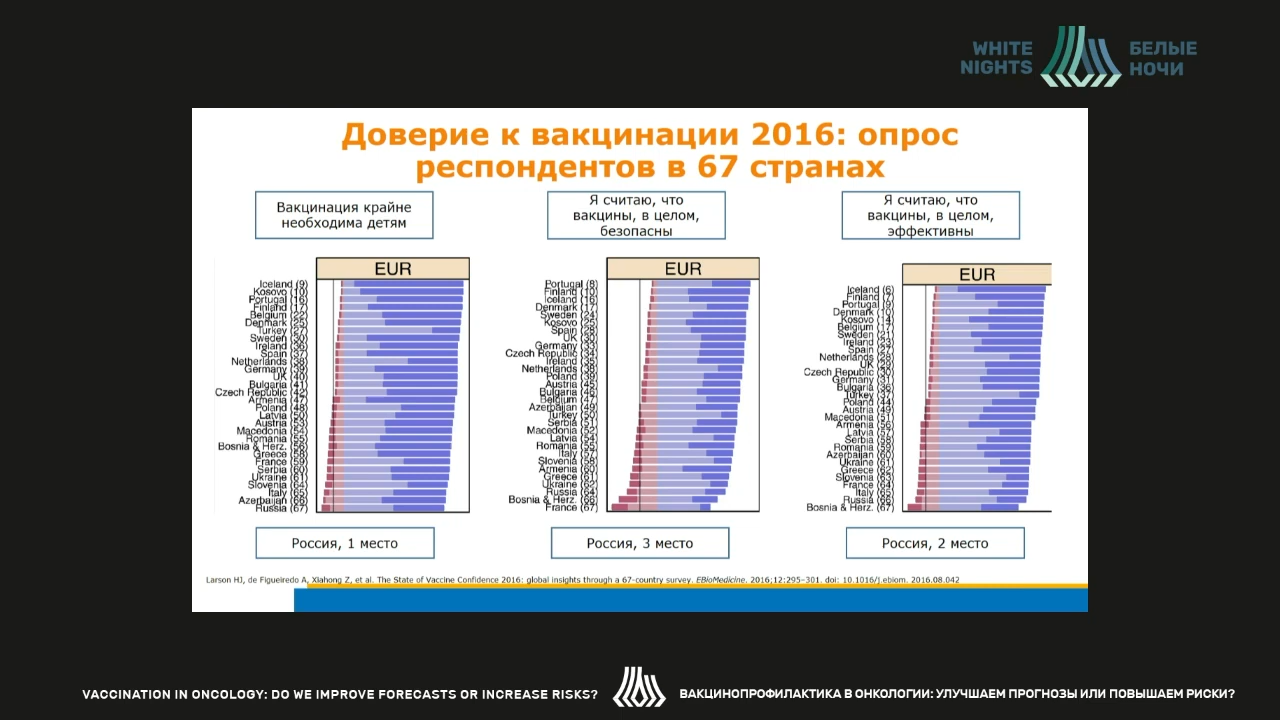 WHITE NIGHTS
БЕЛЫЕ НОЧИ
Доверие к вакцинации 2016: опрос
респондентов в 67 странах
Вакцинация крайне
необходима детям
EUR
Iceland (9)
Kosovo (10)
Portugal (16)
Finland (17)
Belgium (22)
Denmark (25)
Turkey (27)
Sweden (30)
Ireland (36)
Spain (37)
Netherlands (38)
Germany (39)
UK (40)
Bulgaria (41)
Czech Republic (42)
Armenia (47)
Poland (48)
Latvia (50)
Austria (53)
Macedonia (54)
Romania (55)
Bosnia & Herz. (56)
Greece (58)
France (59)
Serbia (60)
Ukraine (61)
Slovenia (64)
Italy (65)
Azerbaijan (66)
Russia (67)
Россия, 1 место
Я считаю, что
вакцины, в целом,
безопасны
EUR
Portugal (8)
Finland (10)
Iceland (16)
Denmark (17)
Sweden (24)
Kosovo
Spain
UK (30)
Germany (33)
Czech Republic (34)
Ireland (35)
Netherlands (38)
Poland (39)
Austria (45)
Bulgaria (46)
Belgium (47)
Azerbaijan (49)
Turkey (50)
Serbia (51)
Macedonia (52)
Latvia (54)
Romania (55)
Italy (57)
Slovenia (58)
Armenia (60)
Greece (61)
Ukraine
Russia (64)
Bosnia & Herz.
France (67)
Россия, 3 место
Я считаю, что
вакцины, в целом,
эффективны
EUR
Iceland (6)
Finland (7)
Portugal (9)
Denmark (10)
Kosovo (14)
Belgium (17)
Sweden (21)
Ireland (23)
Spain
Netherlands (28)
UK
Czech Republic (30)
Germany (31)
Bulgaria (36)
Turkey (37)
Poland (44)
Austria (49)
Macedonia (51)
Armenia (56)
Latvia (57)
Serbia (58)
Romania (59)
Azerbaijan (60)
Ukraine (61)
Greece (62)
Slovenia (63)
France (64)
Italy (65)
Russia (66)
Bosnia & Herz. (67)
Россия, 2 место
Larson HJ, de Figueiredo A, Xiahong Z, et al. The State of Vaccine Confidence 2016: global insights through a 67-country survey. EBioMedicine. 2016;12:295–301. doi: 10.1016/j.ebiom. 2016.08.042
VACCINATION IN ONCOLOGY: DO WE IMPROVE FORECASTS OR INCREASE RISKS?
ВАКЦИНОПРОФИЛАКТИКА В ОНКОЛОГИИ: УЛУЧШАЕМ ПРОГНОЗЫ ИЛИ ПОВЫШАЕМ РИСКИ?